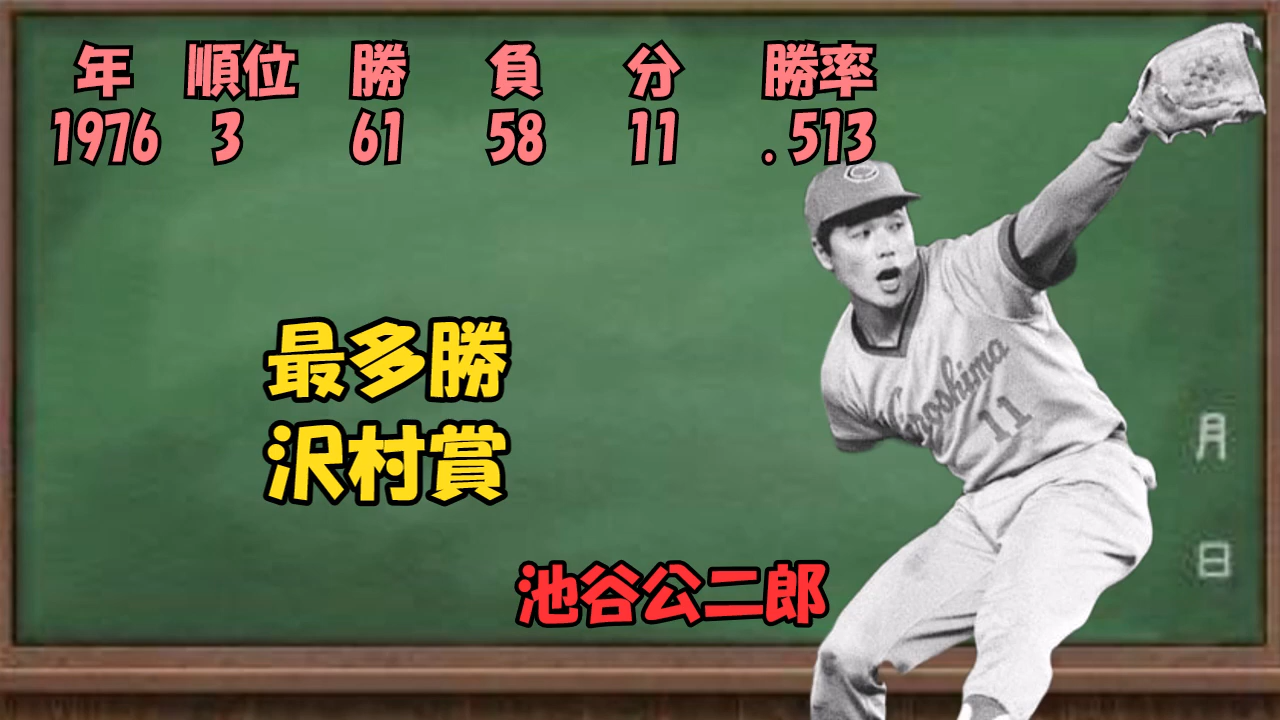 年 順位 勝 負 分 勝率
1976 3 61 58 11 .513
最多勝
沢村賞
池谷公二郎
C
Hiroshima
11
月
日